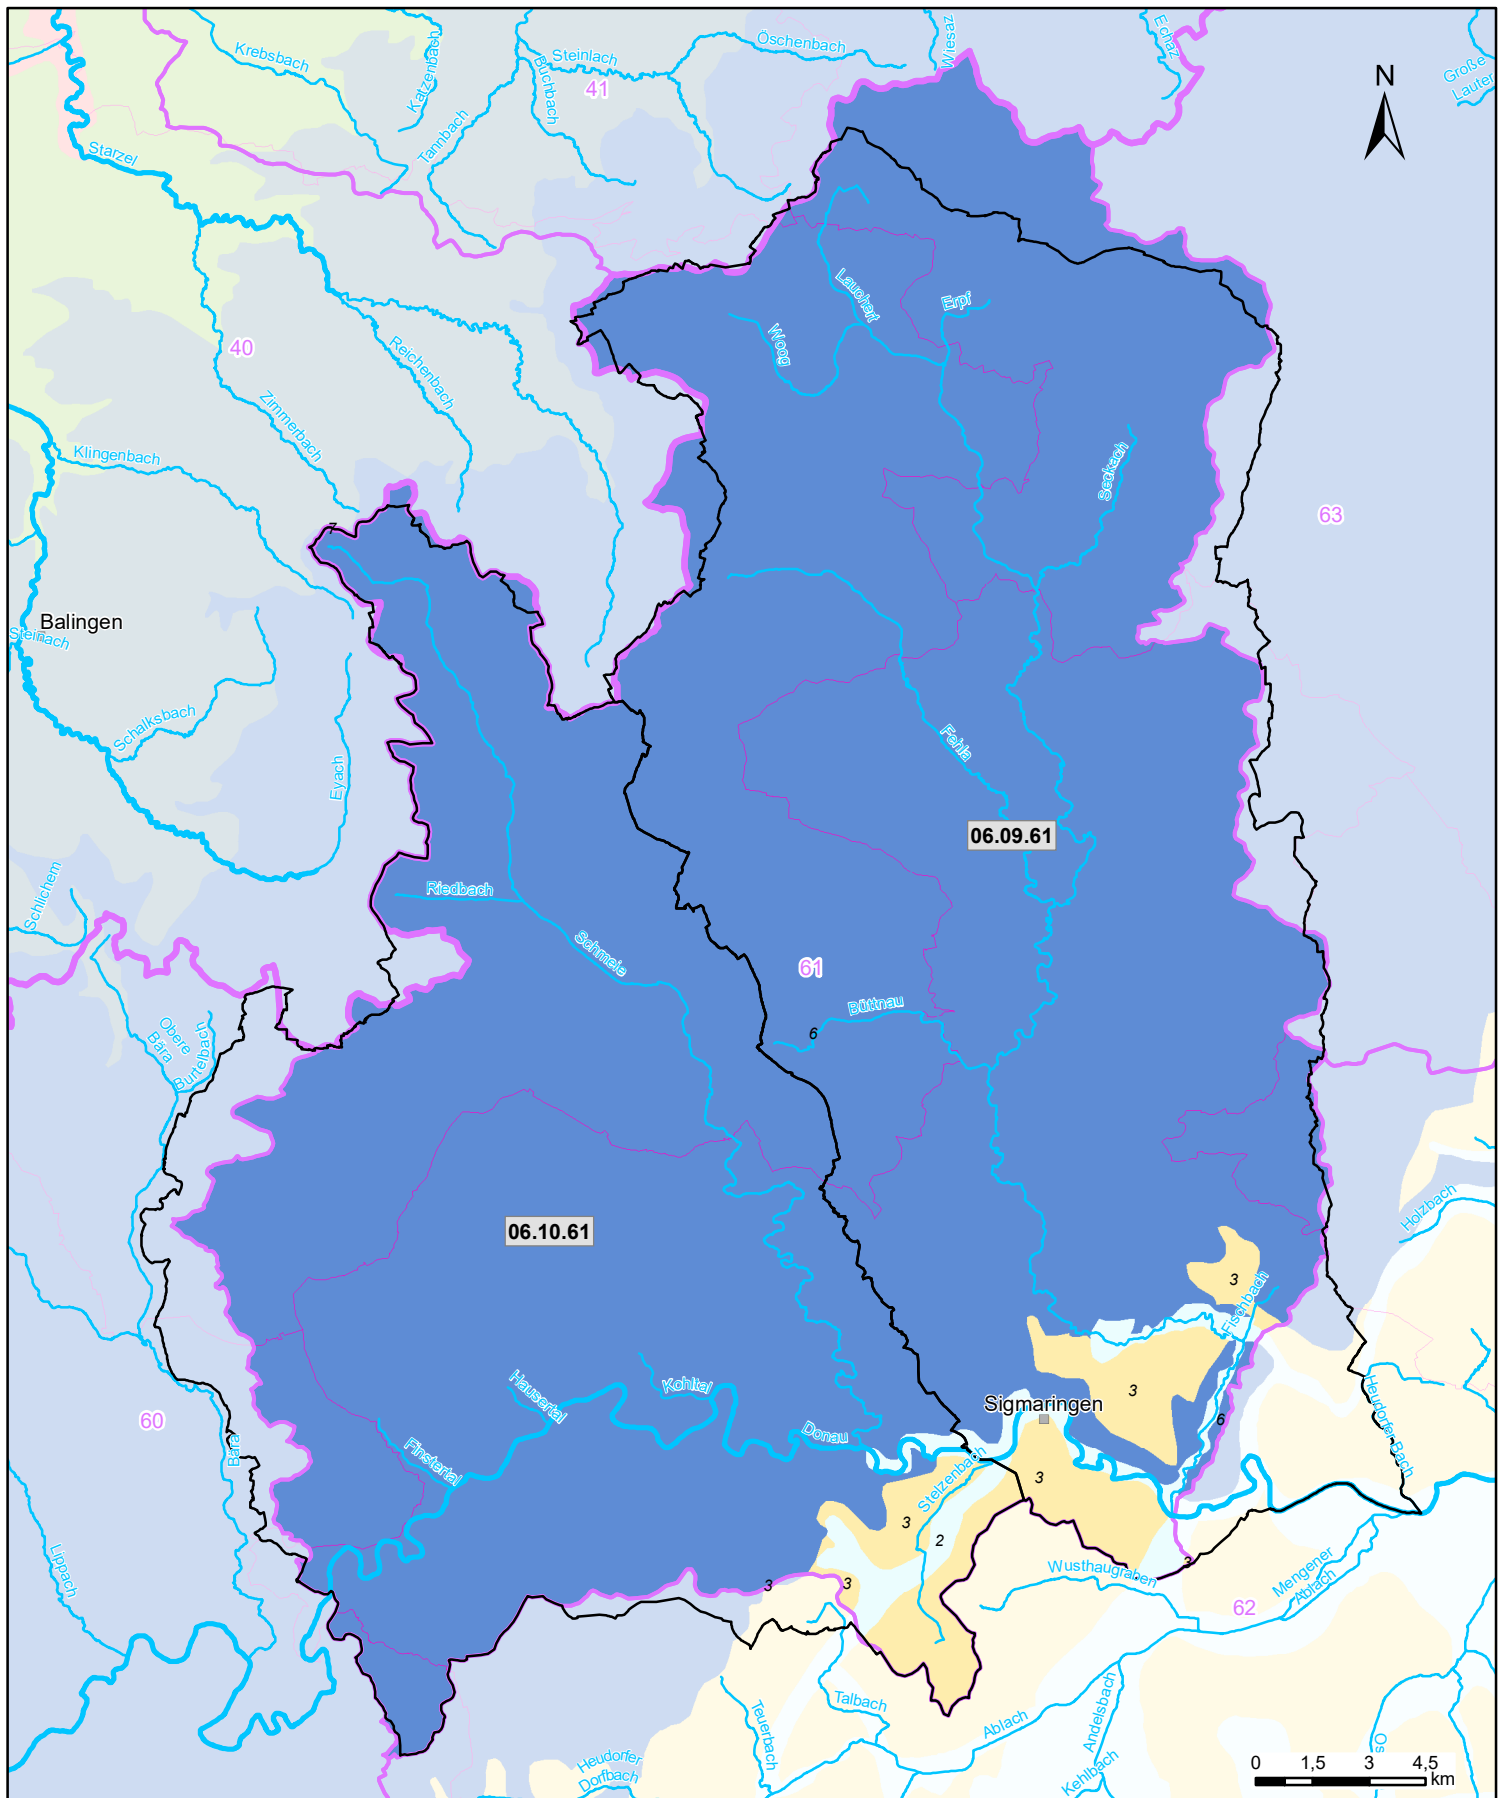 Krebsbach
Katzenbach
Buchbach
Steinlach
Öschenbach
Wiesaz
Echaz
Große
Lauter
N
41
Tannbach
Starzel
40
Reichenbach
Zimmerbach
Klingenbach
Lauchert
Erpf
Woog
Seckach
63
7
Balingen
Steinach
Schalksbach
Eyach
Fehla
06.09.61
Schlichem
Riedbach
Schmeie
61
Büttnau
6
Obere
Bära
Burtelbach
06.10.61
Holzbach
3
Fischbach
60
Bära
Hausertal
Kohltal
Finstertal
Donau
Sigmaringen
3
6
Heudorfer Bach
Stelzenbach
3
3
2
Lippach
3
3
3
Wusthaugraben
Mengener
Ablach
62
Talbach
Teuerbach
Ablach
Andelsbach
Kehlbach
Os
Heudorfer
Dorfbach
0 1,5 3 4,5
km